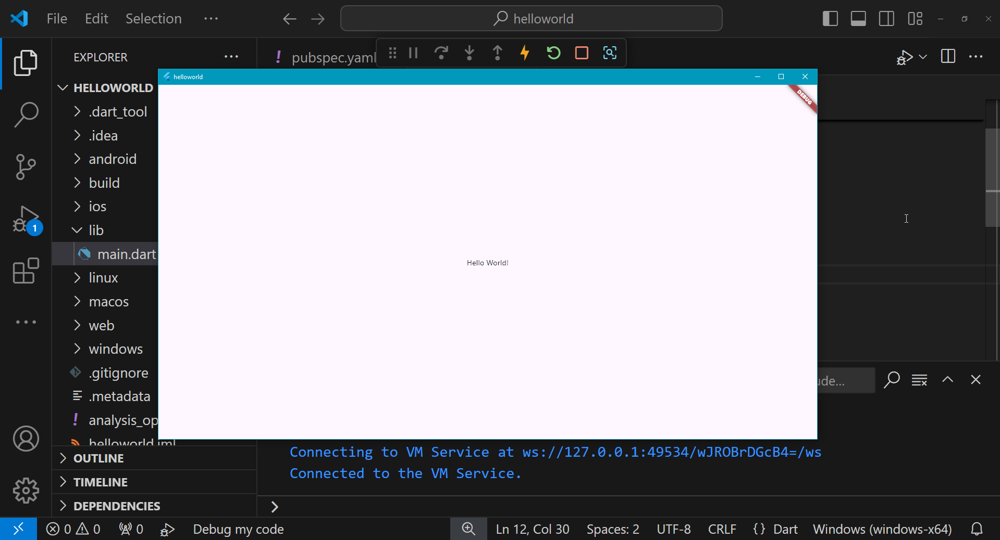 File Edit Selection ...
helloworld
EXPLORER ...
pubspec.yaml
HELLOWORLD
helloworld
DEBUG
.dart_tool
.idea
android
build
ios
lib
main.dart
Hello World!
linux
macos
web
windows
.gitignore
ude...
.metadata
analysis_op
helloworld.iml
OUTLINE
Connecting to VM Service at ws://127.0.0.1:49534/wJROBrDGcB4=/ws
Connected to the VM Service.
TIMELINE
DEPENDENCIES
1
0 0 0 Debug my code Ln 12, Col 30 Spaces: 2 UTF-8 CRLF {} Dart Windows (windows-x64)